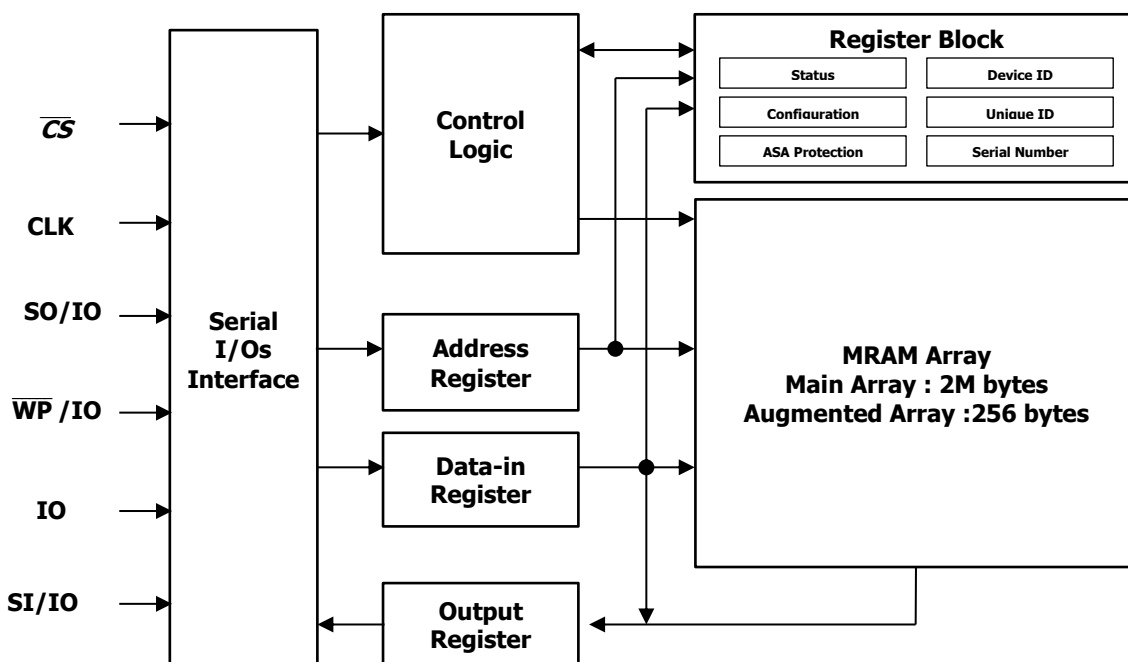 C̅S̅
CLK
SO/IO
W̅P̅ /IO
IO
SI/IO
Serial
I/Os
Interface
Control
Logic
Address
Register
Data-in
Register
Output
Register
Register Block
Status
Device ID
Configuration
Unique ID
ASA Protection
Serial Number
MRAM Array
Main Array : 2M bytes
Augmented Array :256 bytes